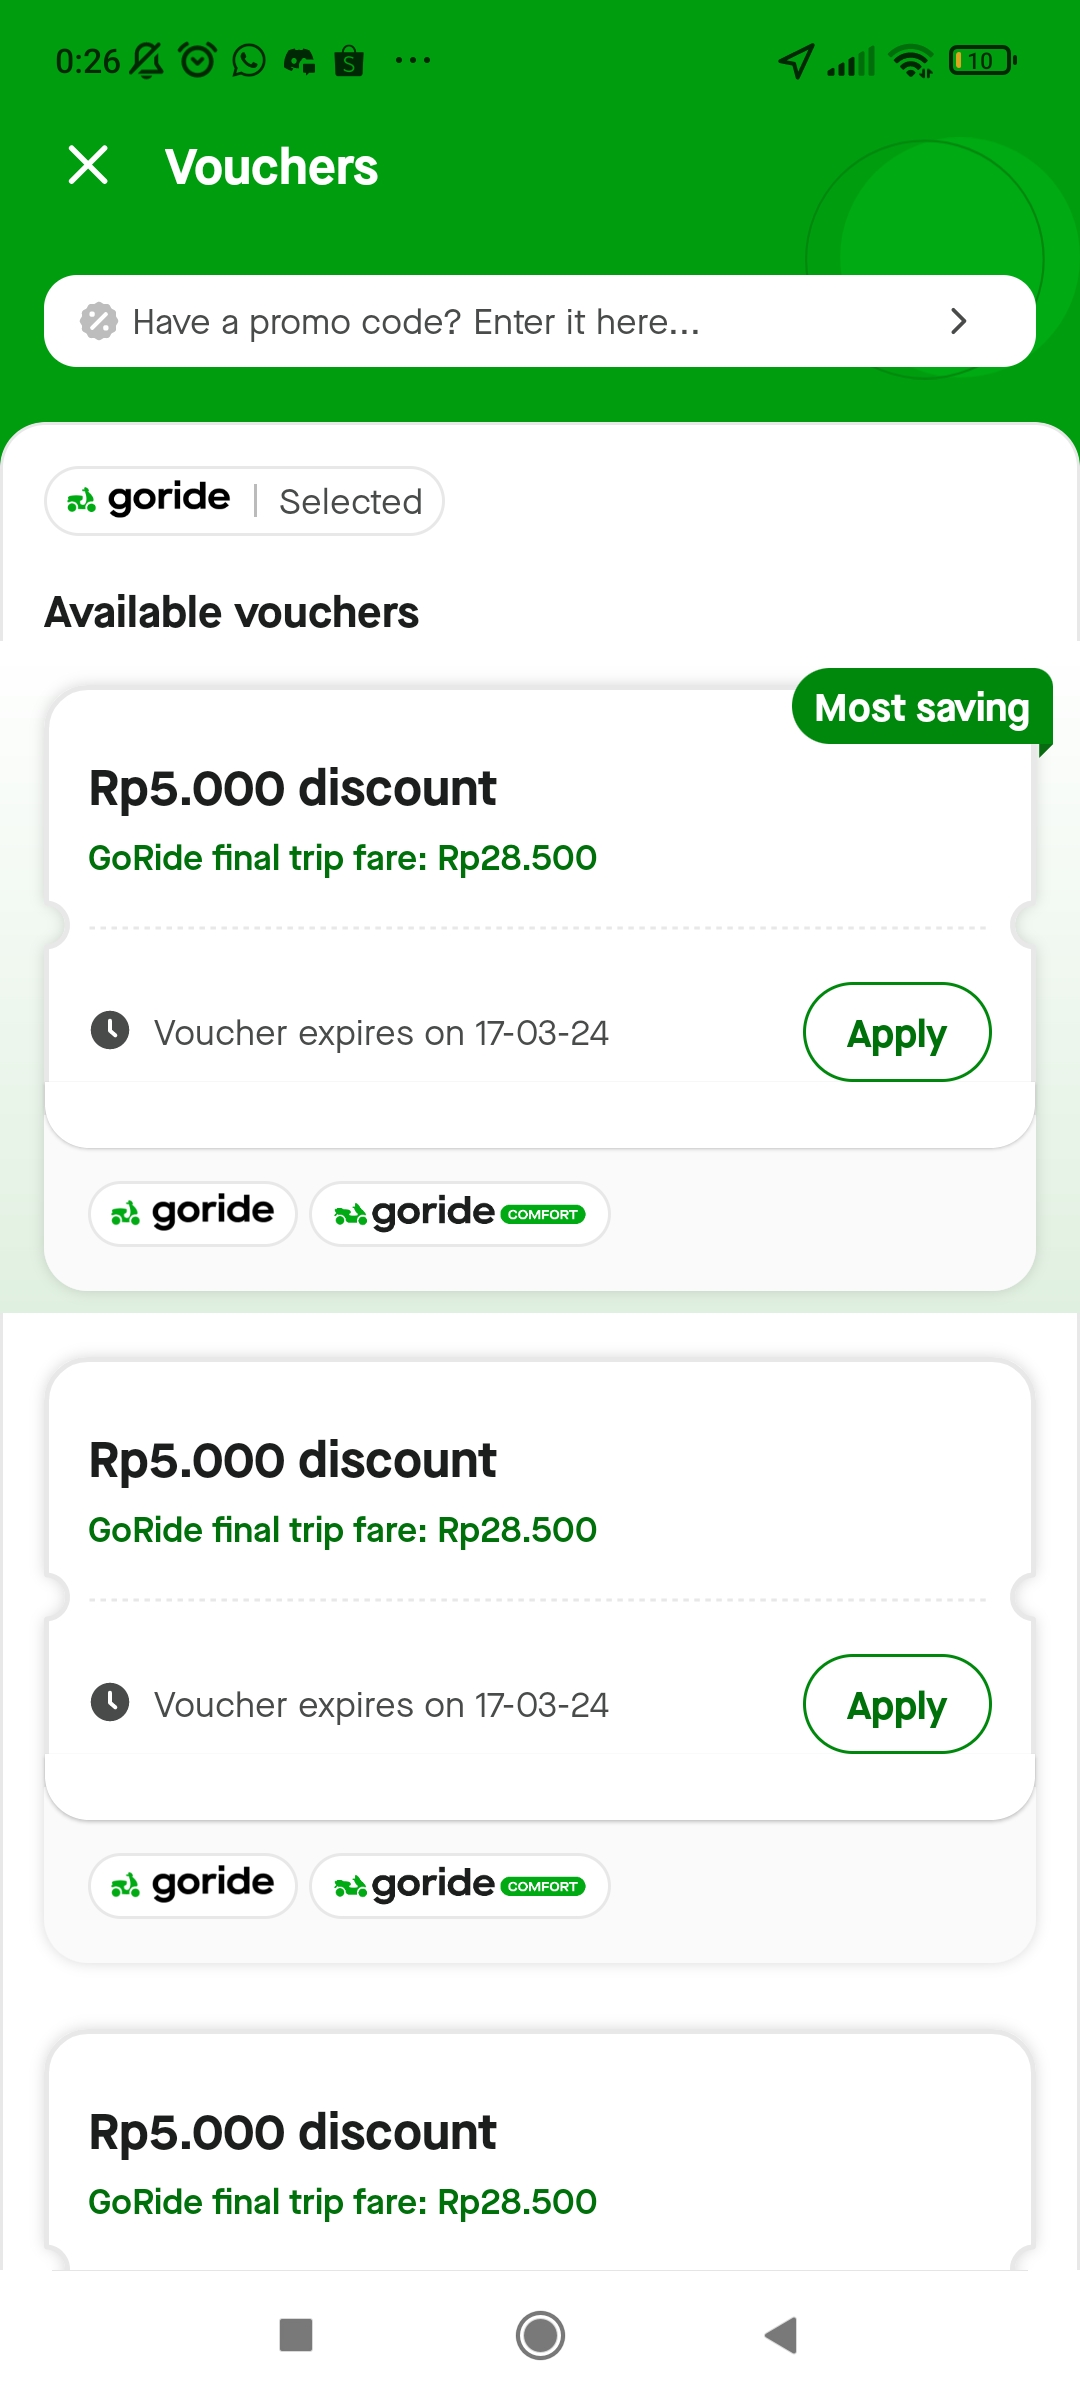 0:26 10
Vouchers
Have a promo code? Enter it here...
goride | Selected
Available vouchers
Most saving
Rp5.000 discount
GoRide final trip fare: Rp28.500
Voucher expires on 17-03-24 Apply
goride goride COMFORT
Rp5.000 discount
GoRide final trip fare: Rp28.500
Voucher expires on 17-03-24 Apply
goride goride COMFORT
Rp5.000 discount
GoRide final trip fare: Rp28.500